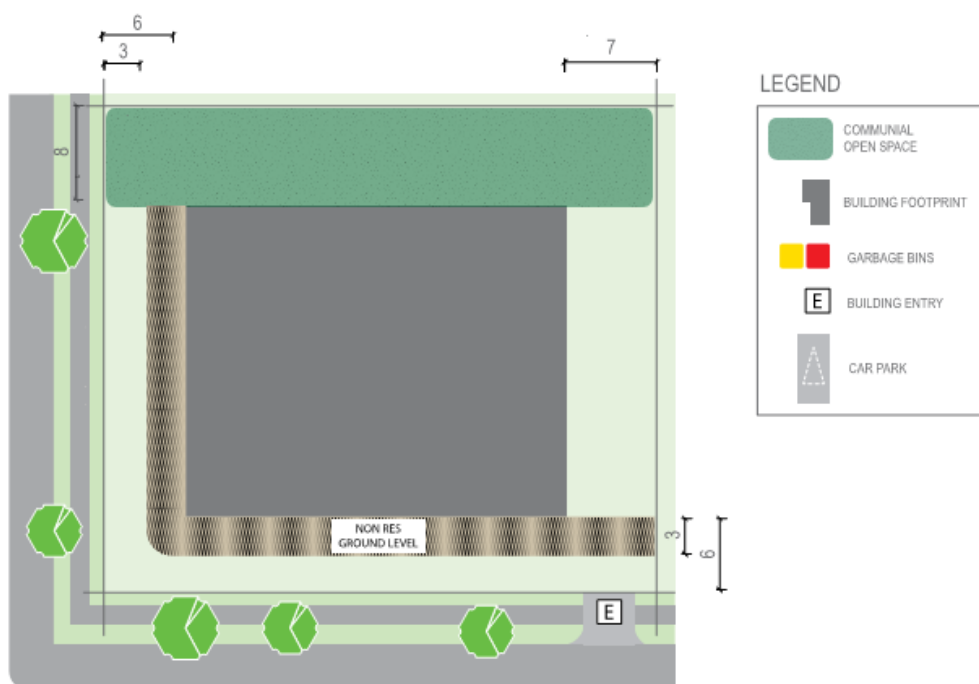 6
3
7
8
NON RES
GROUND LEVEL
3
6
E
LEGEND
COMMUNIAL
OPEN SPACE
BUILDING FOOTPRINT
GARBAGE BINS
E
BUILDING ENTRY
CAR PARK